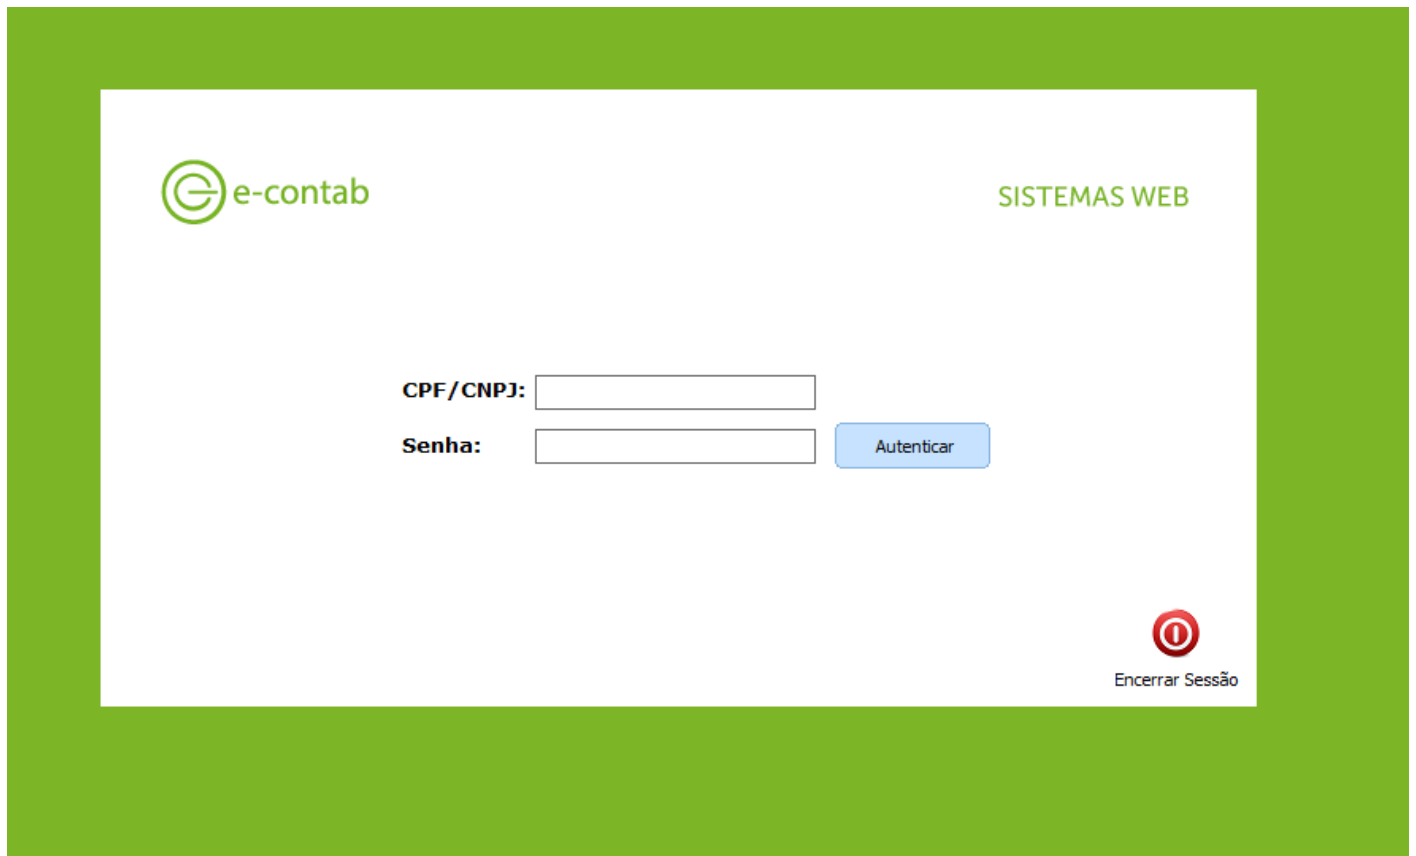 e-contab
SISTEMAS WEB
CPF/CNPJ:
Senha:
Autenticar
Encerrar Sessão